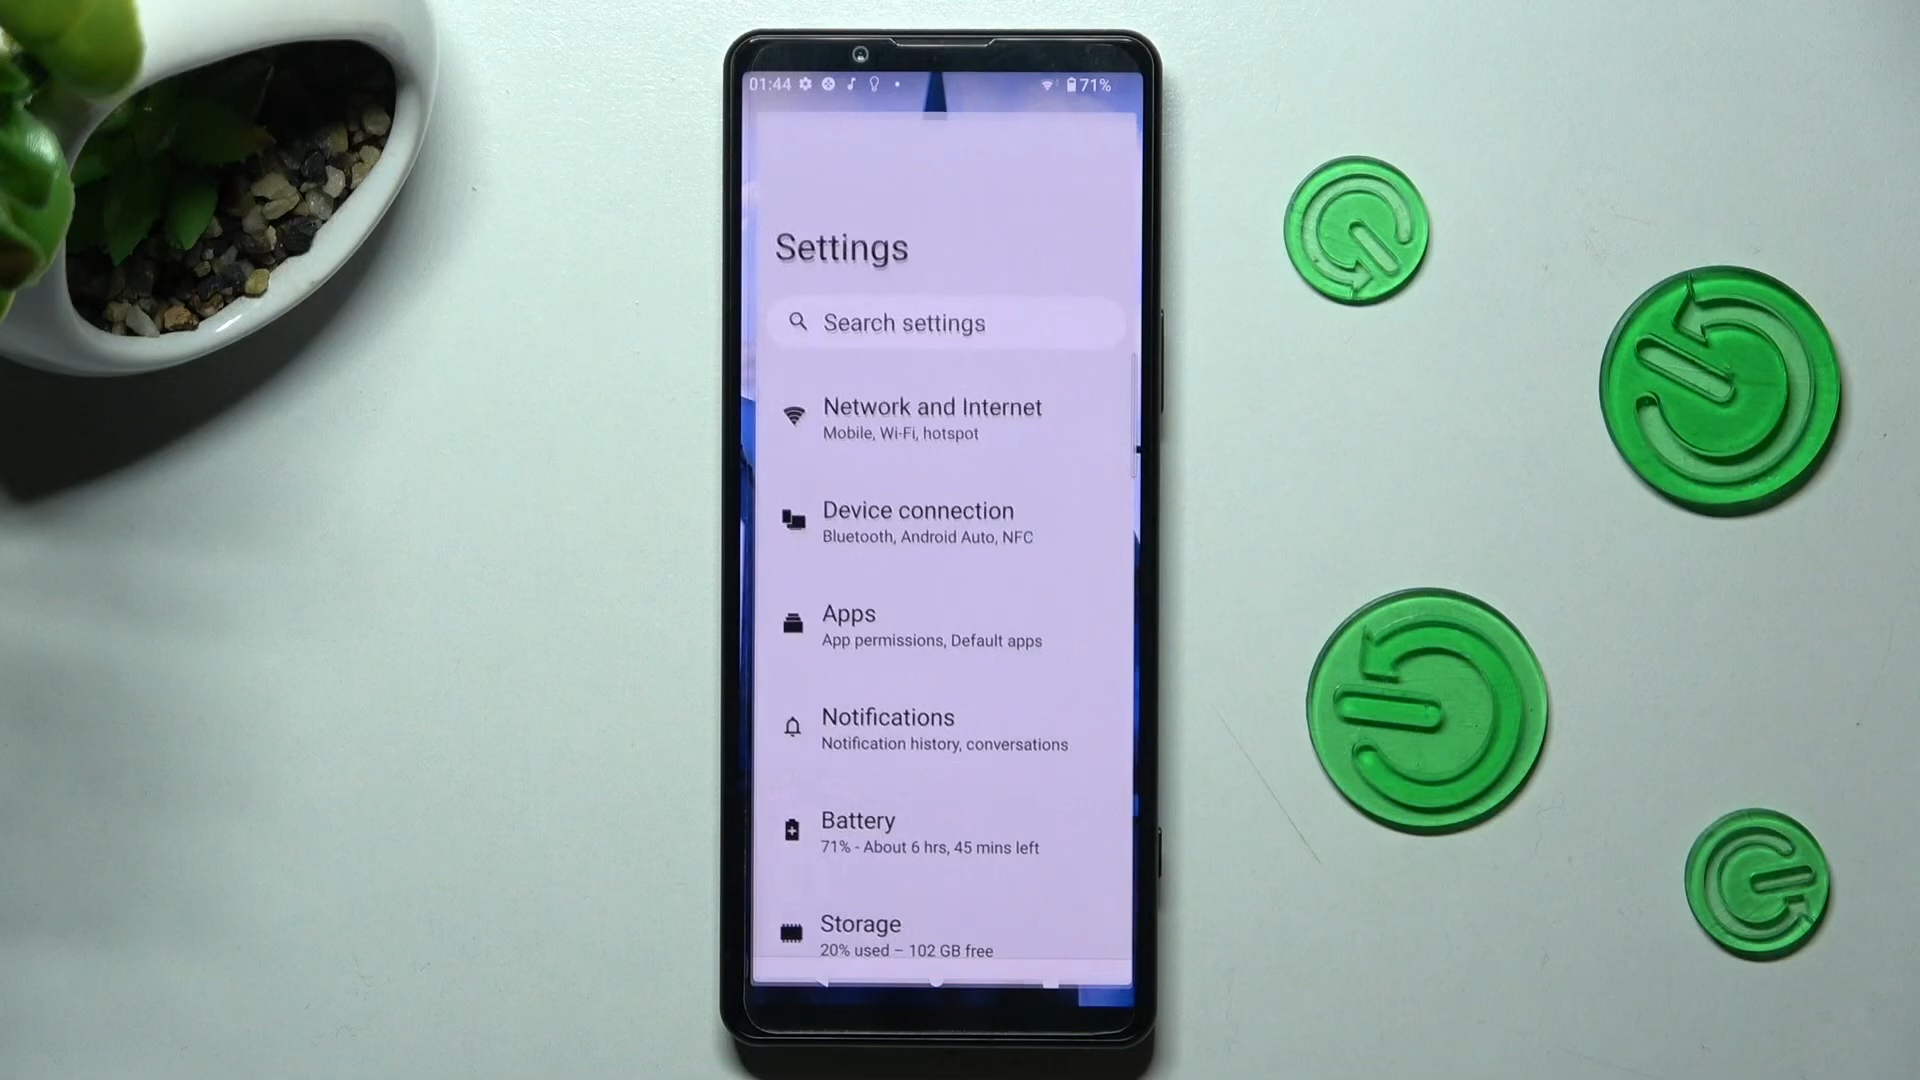 01:44 71%
Settings
Search settings
Network and Internet
Mobile, Wi-Fi, hotspot
Device connection
Bluetooth, Android Auto, NFC
Apps
App permissions, Default apps
Notifications
Notification history, conversations
Battery
71% - About 6 hrs, 45 mins left
Storage
20% used – 102 GB free